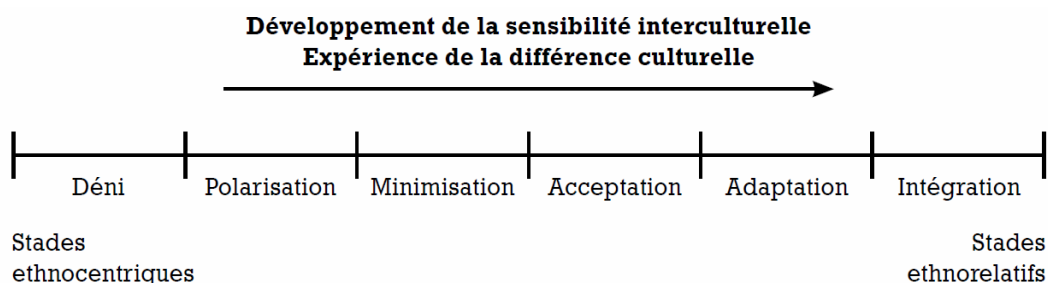 Développement de la sensibilité interculturelle
Expérience de la différence culturelle
Déni Polarisation Minimisation Acceptation Adaptation Intégration
Stades Stades
ethnocentriques ethnorelatifs